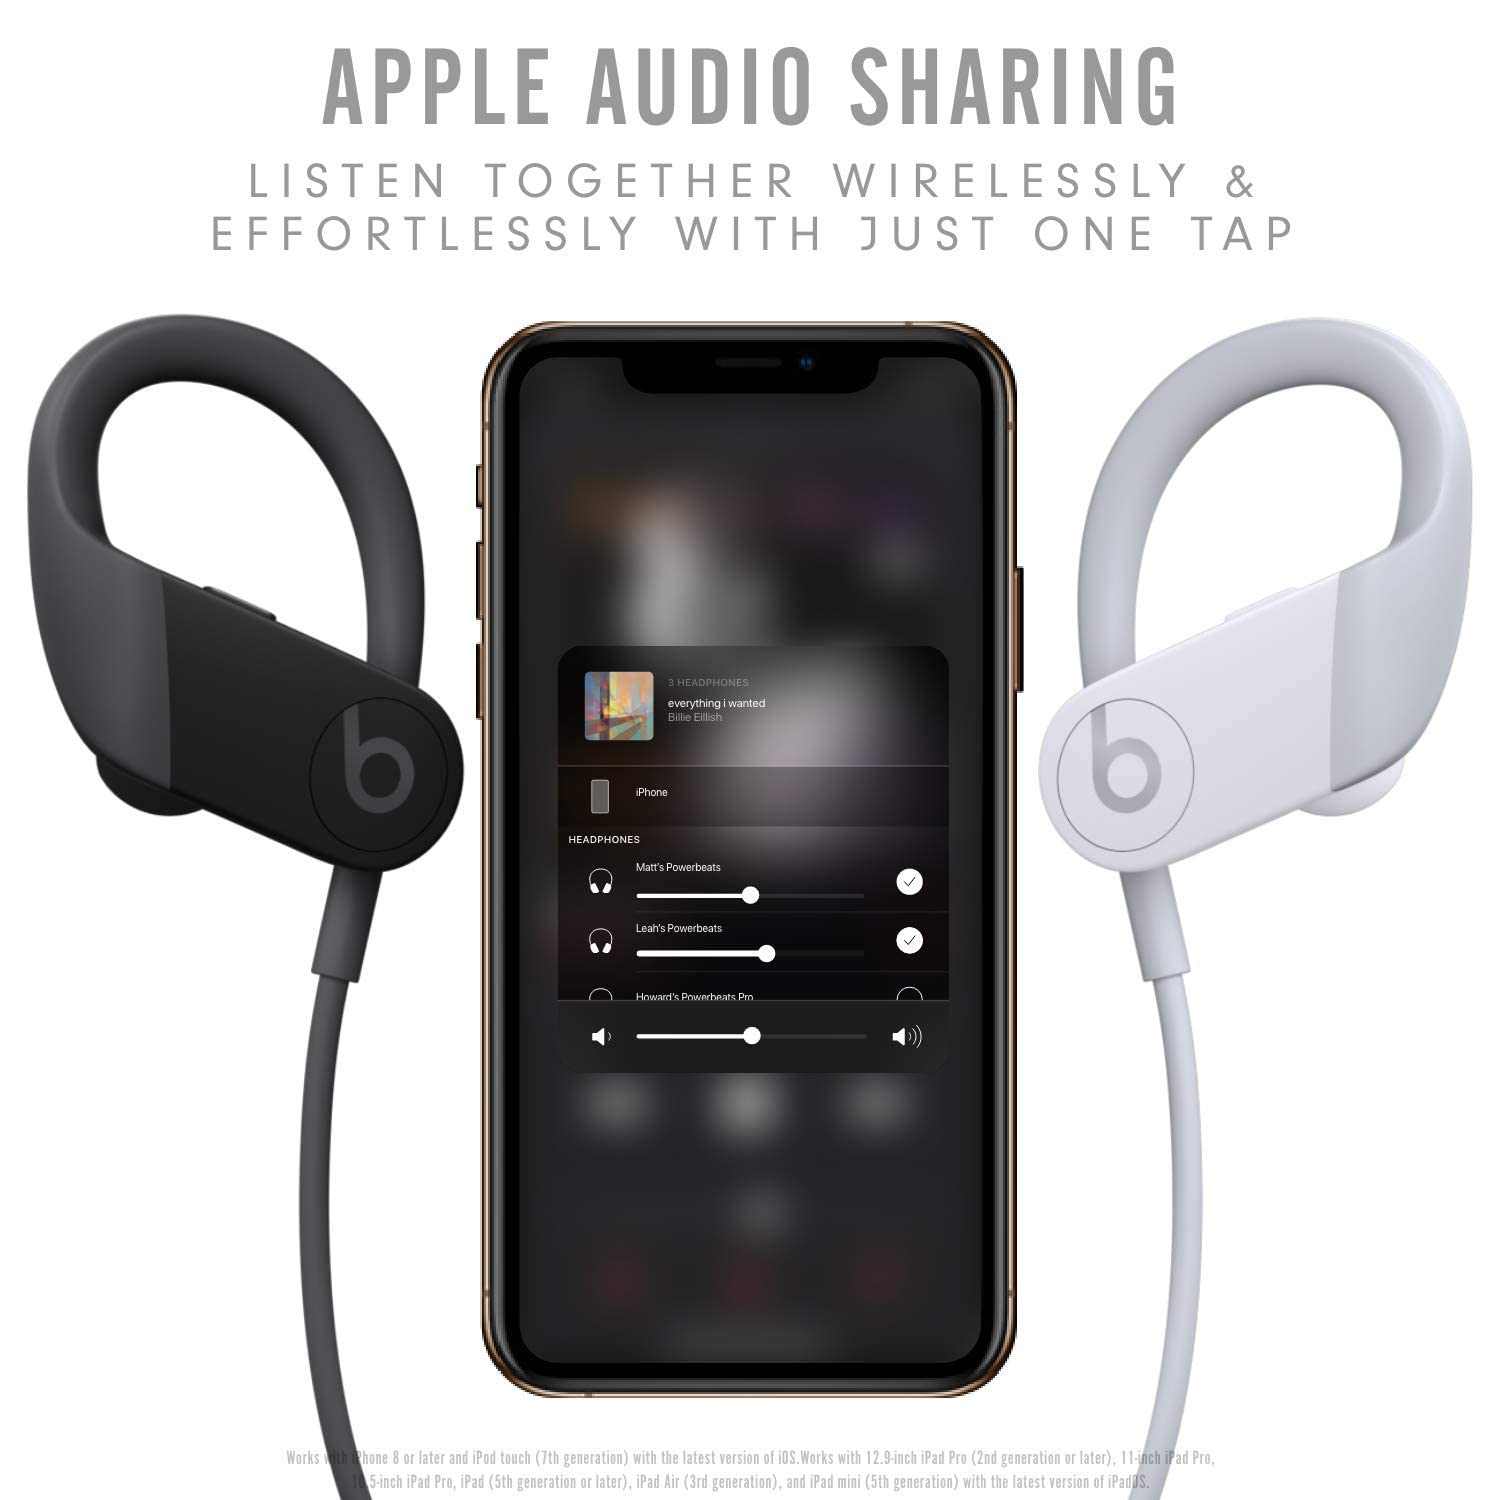 APPLE AUDIO SHARING
LISTEN TOGETHER WIRELESSLY &
EFFORTLESSLY WITH JUST ONE TAP
3 HEADPHONES
everything i wanted
Billie Eillish
iPhone
HEADPHONES
Matt's Powerbeats
Leah's Powerbeats
Howard's Powerbeats Pro
b
b
Works with iPhone 8 or later and iPod touch (7th generation) with the latest version of iOS.Works with 12.9-inch iPad Pro (2nd generation or later), 11-inch iPad Pro,
10.5-inch iPad Pro, iPad (5th generation or later), iPad Air (3rd generation), and iPad mini (5th generation) with the latest version of iPadOS.